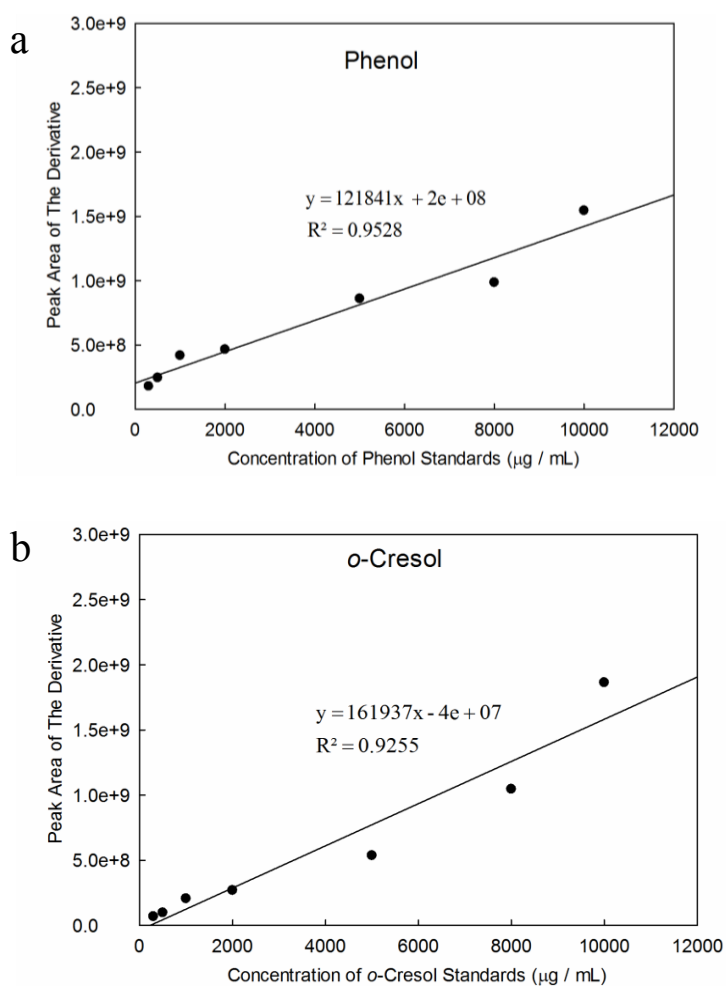 a
Phenol
3.0e+9
2.5e+9
2.0e+9
1.5e+9
1.0e+9
5.0e+8
0.0
Peak Area of The Derivative
y = 121841x + 2e + 08
R² = 0.9528
0 2000 4000 6000 8000 10000 12000
Concentration of Phenol Standards (μg / mL)
b
o-Cresol
3.0e+9
2.5e+9
2.0e+9
1.5e+9
1.0e+9
5.0e+8
0.0
Peak Area of The Derivative
y = 161937x - 4e + 07
R² = 0.9255
0 2000 4000 6000 8000 10000 12000
Concentration of o-Cresol Standards (μg / mL)